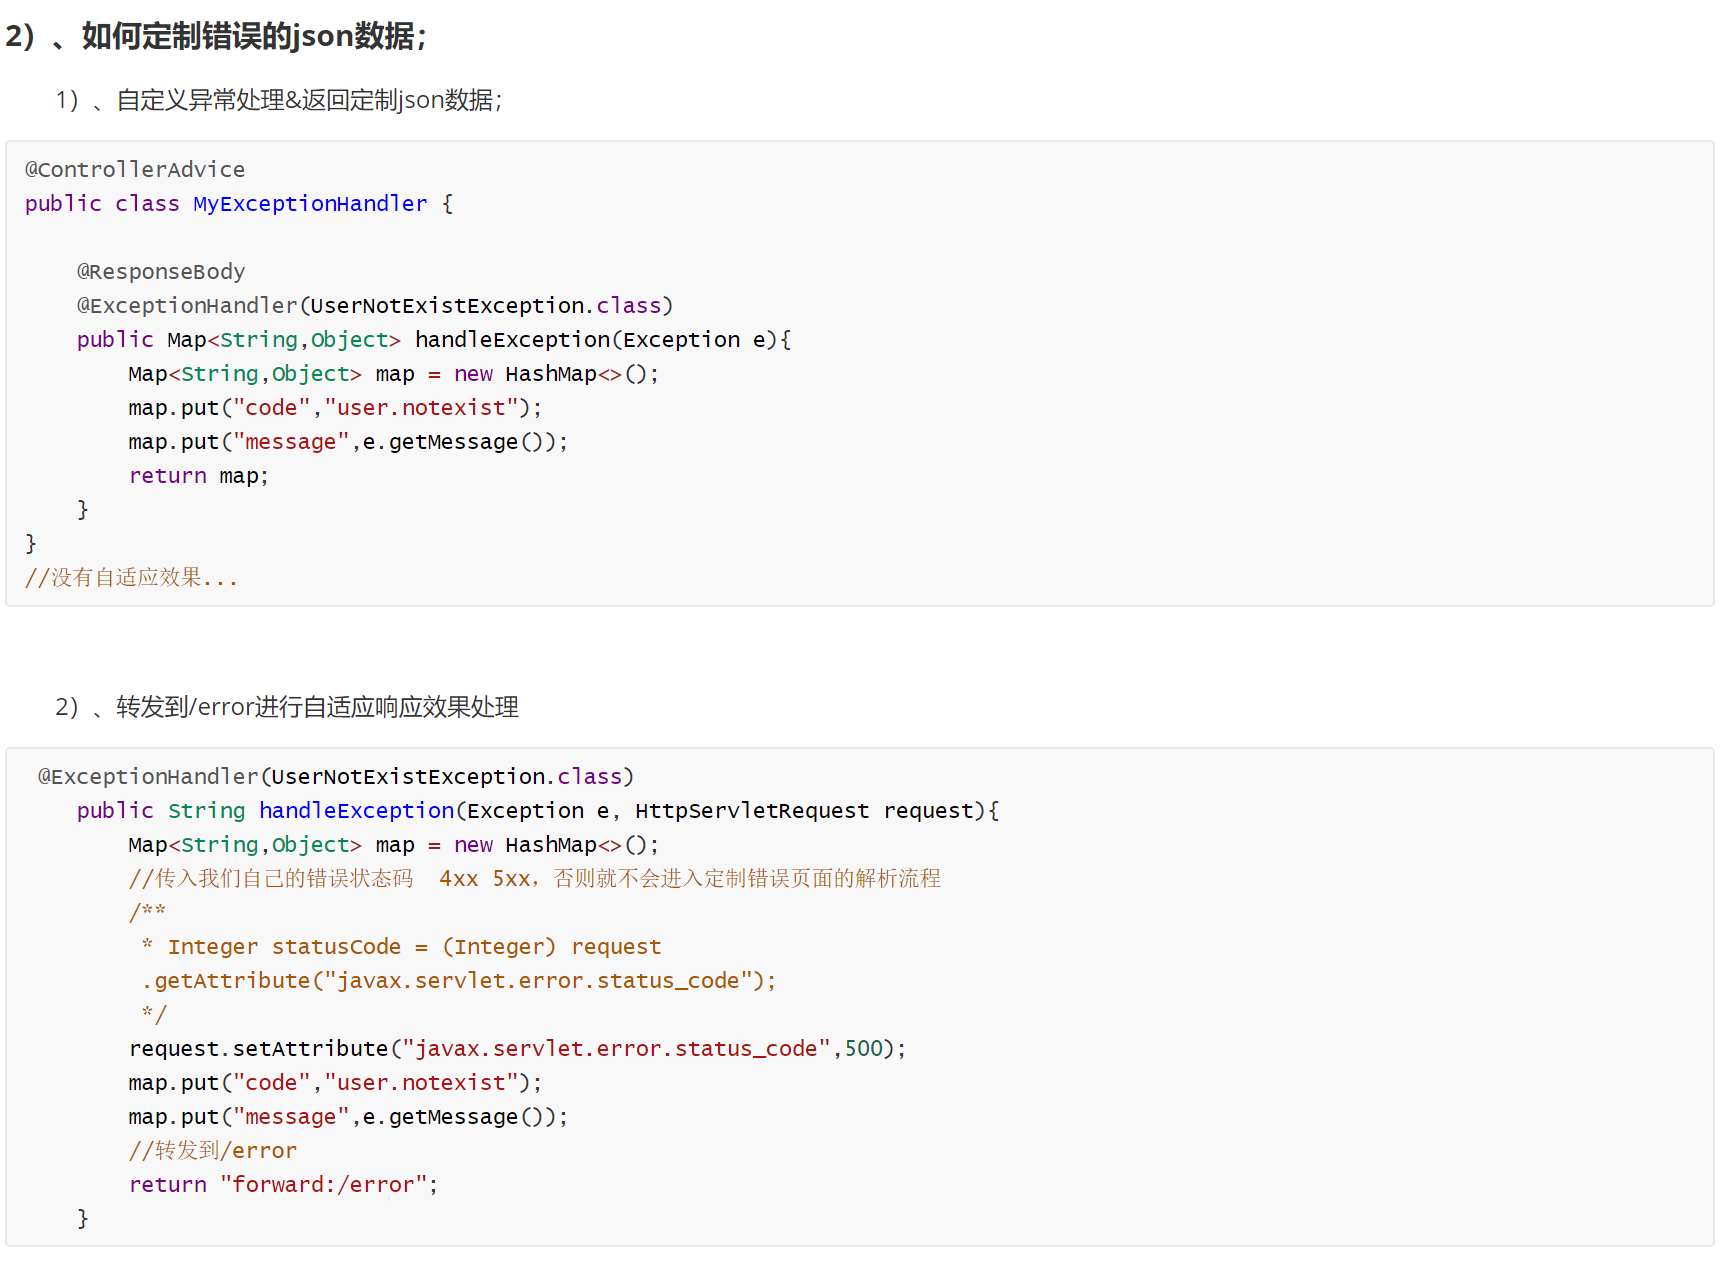 2）、如何定制错误的json数据；
1）、自定义异常处理&返回定制json数据；
@ControllerAdvice
public class MyExceptionHandler {
    @ResponseBody
    @ExceptionHandler(UserNotExistException.class)
    public Map<String,Object> handleException(Exception e){
        Map<String,Object> map = new HashMap<>();
        map.put("code","user.notexist");
        map.put("message",e.getMessage());
        return map;
    }
}
//没有自适应效果...
2）、转发到/error进行自适应响应效果处理
 @ExceptionHandler(UserNotExistException.class)
    public String handleException(Exception e, HttpServletRequest request){
        Map<String,Object> map = new HashMap<>();
        //传入我们自己的错误状态码  4xx 5xx，否则就不会进入定制错误页面的解析流程
        /**
         * Integer statusCode = (Integer) request
         .getAttribute("javax.servlet.error.status_code");
         */
        request.setAttribute("javax.servlet.error.status_code",500);
        map.put("code","user.notexist");
        map.put("message",e.getMessage());
        //转发到/error
        return "forward:/error";
    }